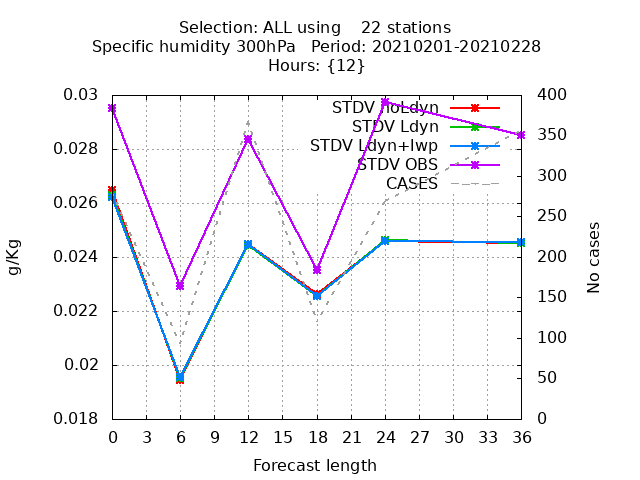 Selection: ALL using    22 stations
Specific humidity 300hPa   Period: 20210201-20210228
Hours: {12}
STDV noLdyn
STDV Ldyn
STDV Ldyn+lwp
STDV OBS
CASES
g/Kg
0.03
0.028
0.026
0.024
0.022
0.02
0.018
400
350
300
250
200
150
100
50
0
No cases
0 3 6 9 12 15 18 21 24 27 30 33 36
Forecast length